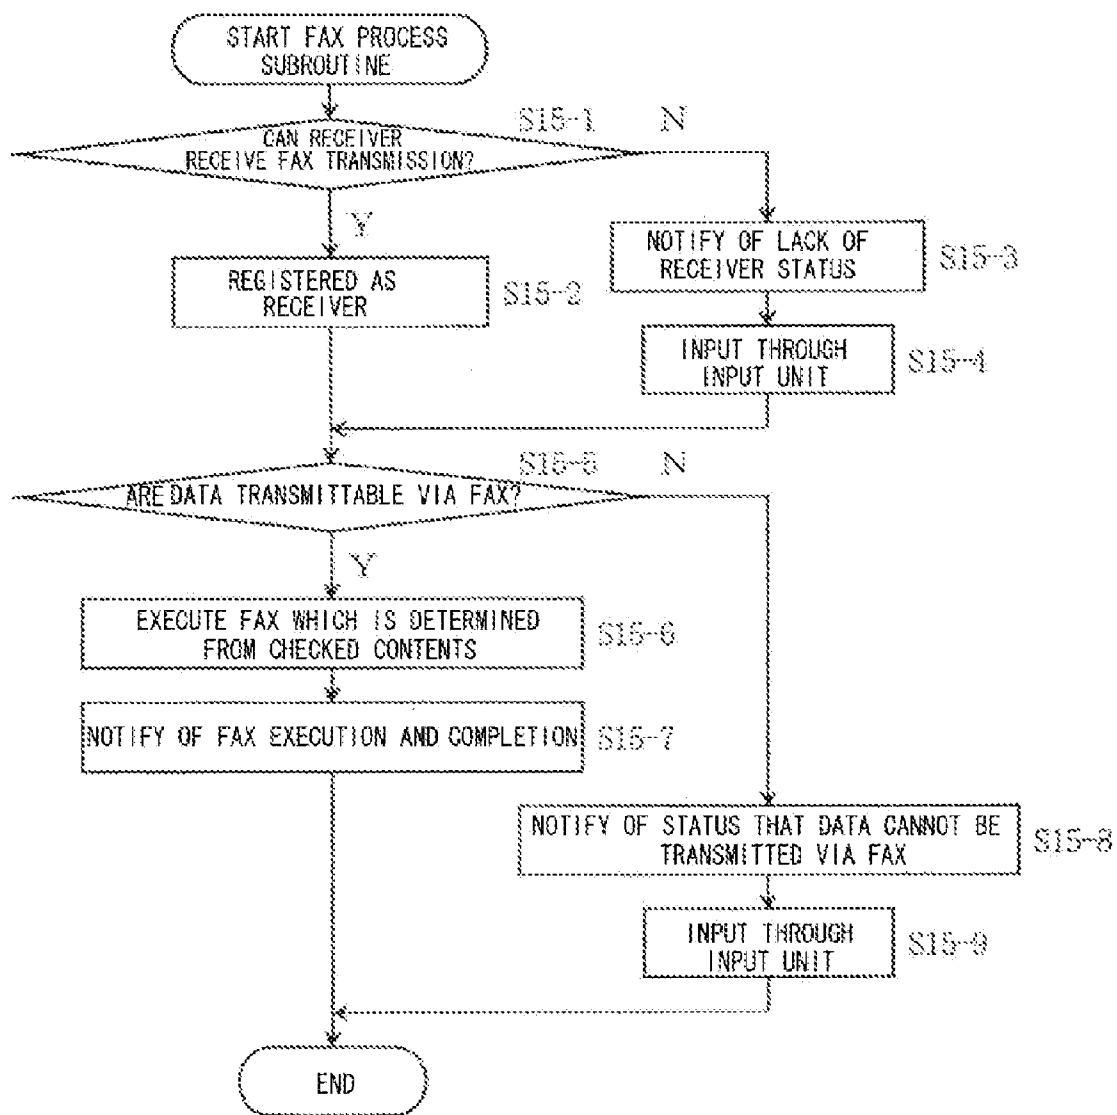 START FAX PROCESS
SUBROUTINE
S15-1
N
CAN RECEIVER
RECEIVE FAX TRANSMISSION?
Y
NOTIFY OF LACK OF
RECEIVER STATUS
S15-3
REGISTERED AS
RECEIVER
S15-2
INPUT THROUGH
INPUT UNIT
S15-4
S15-5
N
ARE DATA TRANSMITTABLE VIA FAX?
Y
EXECUTE FAX WHICH IS DETERMINED
FROM CHECKED CONTENTS
S15-6
NOTIFY OF FAX EXECUTION AND COMPLETION
S15-7
NOTIFY OF STATUS THAT DATA CANNOT BE
TRANSMITTED VIA FAX
S15-8
INPUT THROUGH
INPUT UNIT
S15-9
END